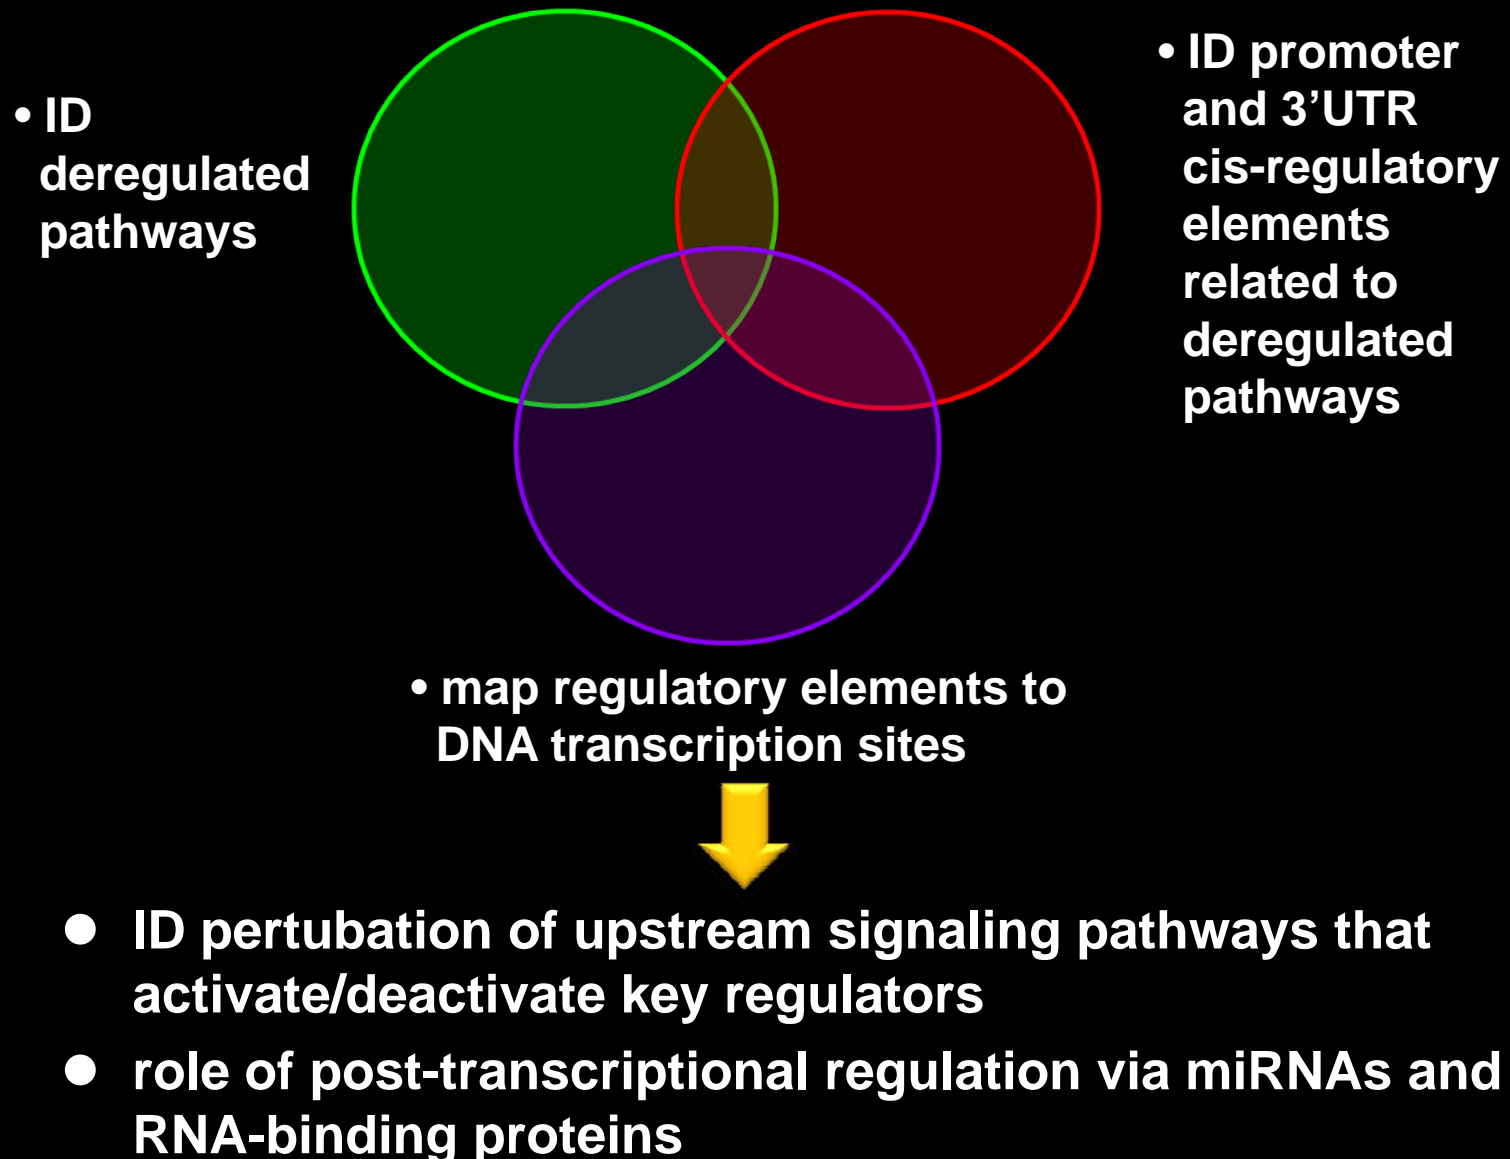 • ID
deregulated
pathways
• ID promoter
and 3’UTR
cis-regulatory
elements
related to
deregulated
pathways
• map regulatory elements to
DNA transcription sites
● ID pertubation of upstream signaling pathways that
activate/deactivate key regulators
● role of post-transcriptional regulation via miRNAs and
RNA-binding proteins